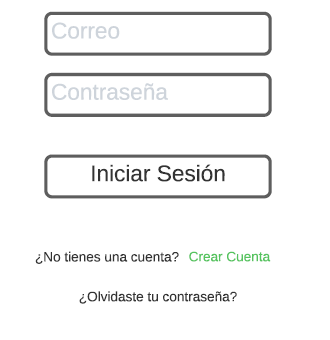 Correo
Contraseña
Iniciar Sesión
¿No tienes una cuenta? Crear Cuenta
¿Olvidaste tu contraseña?